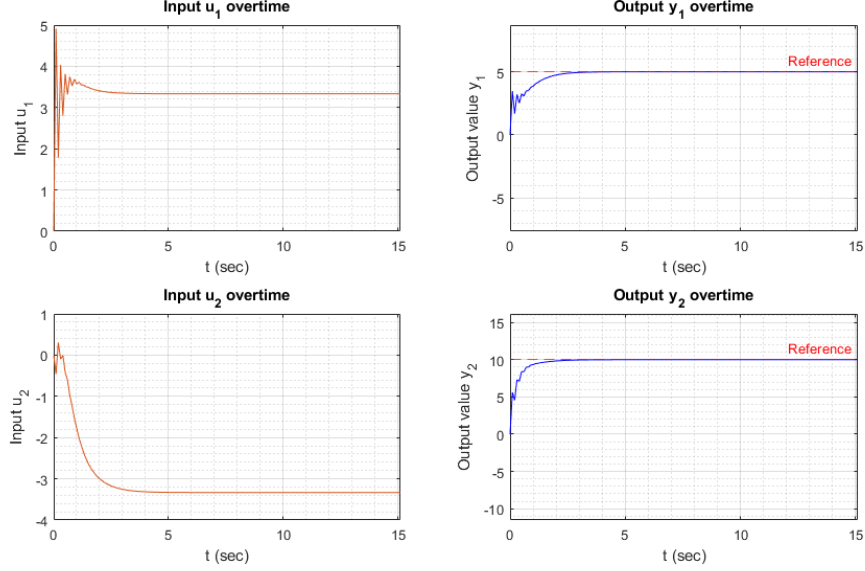 Input u1 overtime
5
4
3
2
1
0
Input u1
0
5
10
15
t (sec)
Output y1 overtime
5
0
-5
Output value y1
Reference
0
5
10
15
t (sec)
Input u2 overtime
1
0
-1
-2
-3
-4
Input u2
0
5
10
15
t (sec)
Output y2 overtime
15
10
5
0
-5
-10
Output value y2
Reference
0
5
10
15
t (sec)